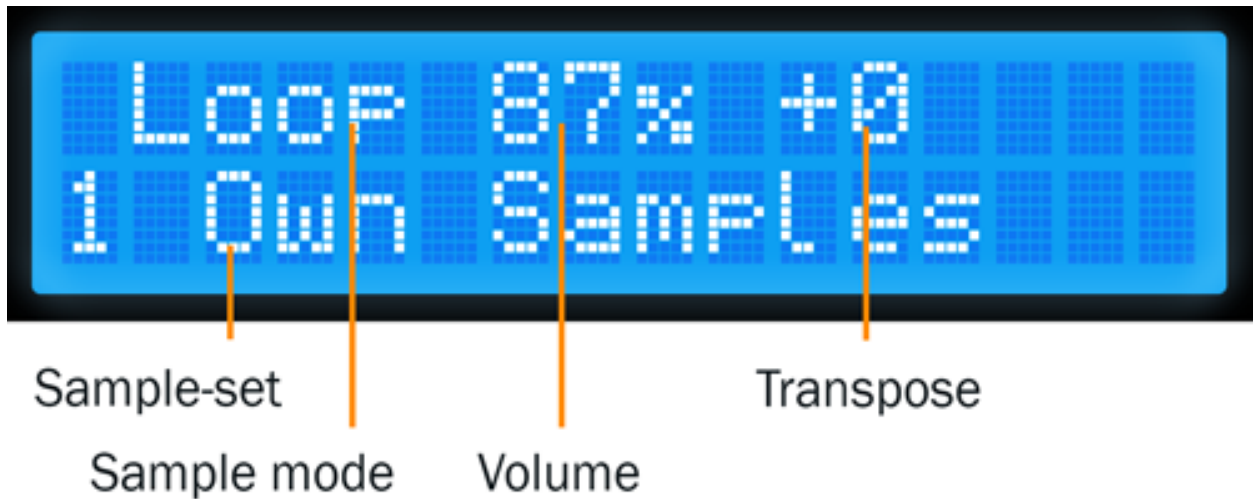 Loop 87% +0
1 Own Samples
Sample-set
Transpose
Sample mode
Volume